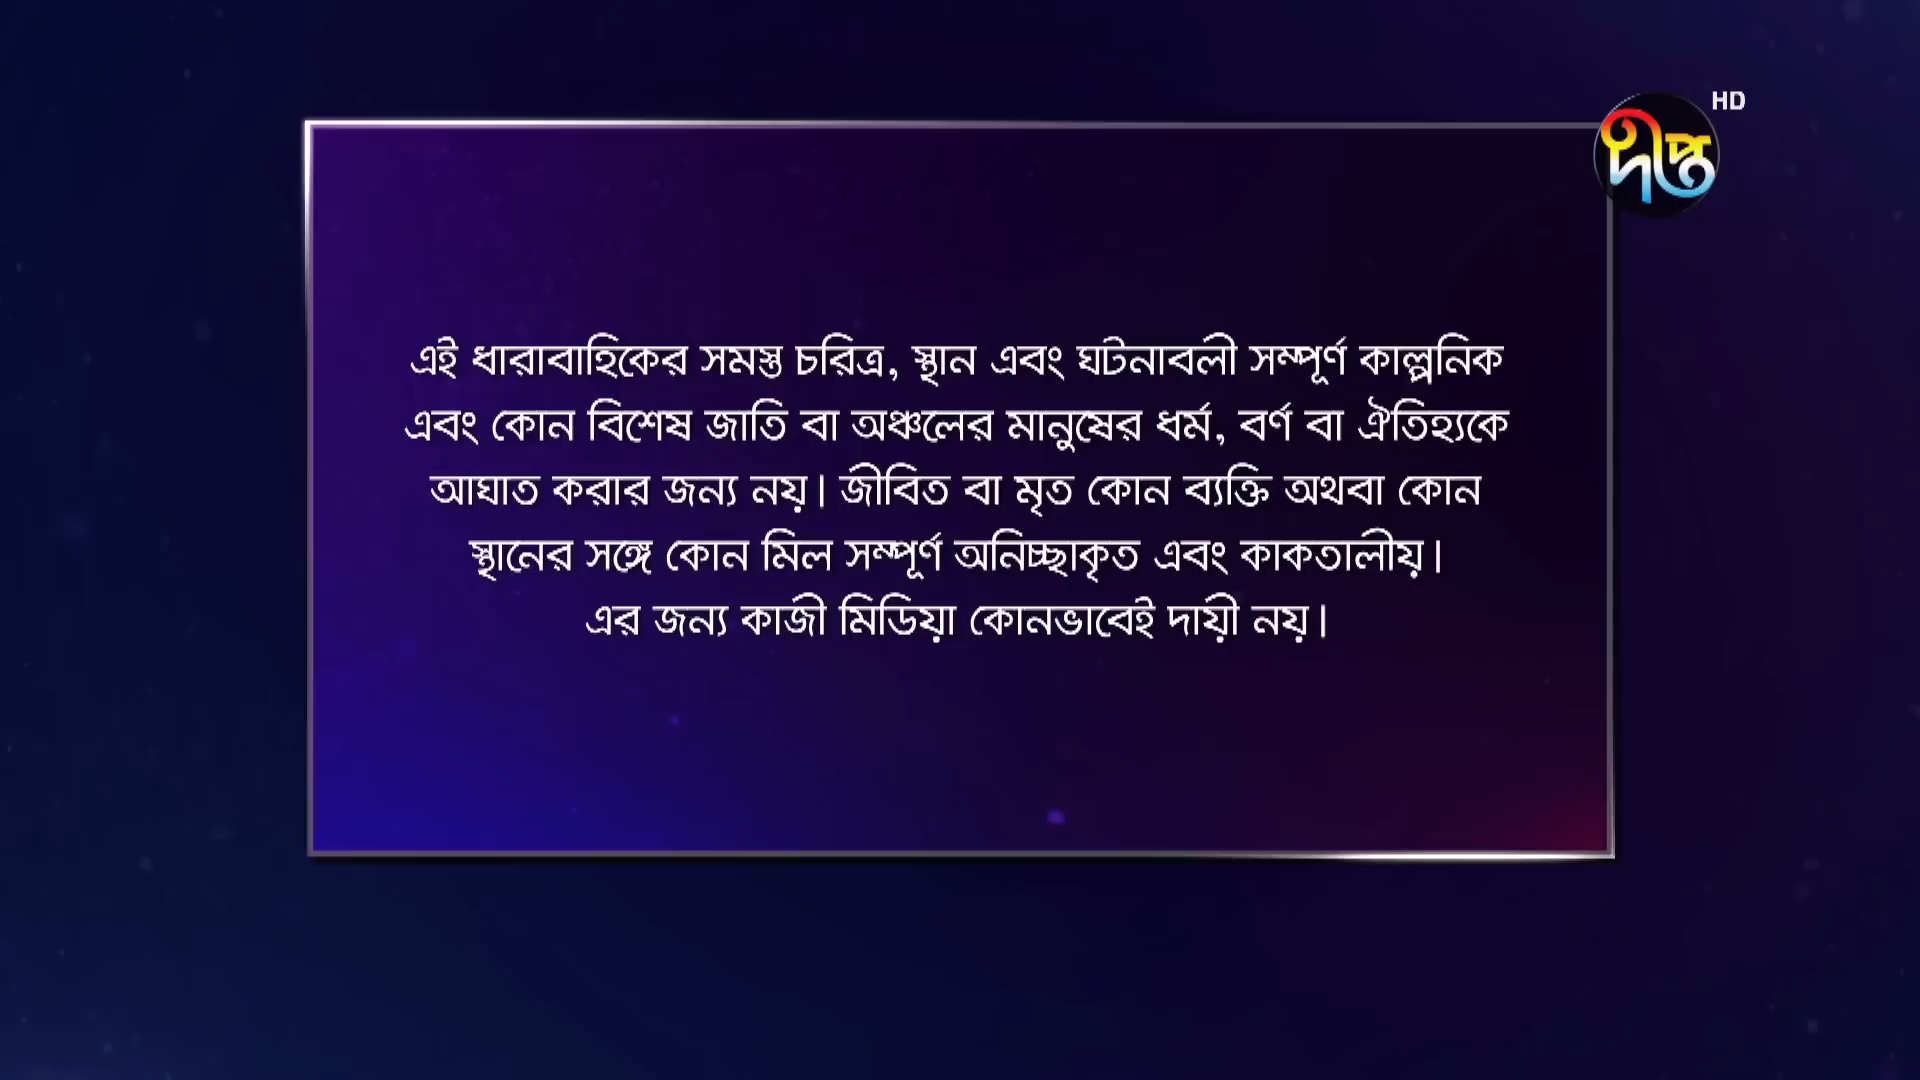 HD
দীপ্ত
এই ধারাবাহিকের সমস্ত চরিত্র, স্থান এবং ঘটনাবলী সম্পূর্ণ কাল্পনিক
এবং কোন বিশেষ জাতি বা অঞ্চলের মানুষের ধর্ম, বর্ণ বা ঐতিহ্যকে
আঘাত করার জন্য নয়। জীবিত বা মৃত কোন ব্যক্তি অথবা কোন
স্থানের সঙ্গে কোন মিল সম্পূর্ণ অনিচ্ছাকৃত এবং কাকতালীয়।
এর জন্য কাজী মিডিয়া কোনভাবেই দায়ী নয়।